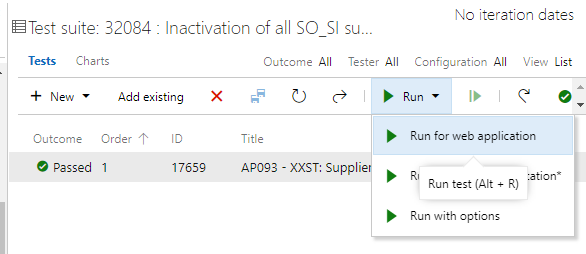 No iteration dates
Test suite: 32084 : Inactivation of all SO_SI su...
Tests Charts
Outcome All Tester All Configuration All View List
New Add existing Run
Outcome Order ID Title
Passed 1 17659 AP093 - XXST: Supplier
Run for web application
Run test (Alt + R)
Run with options